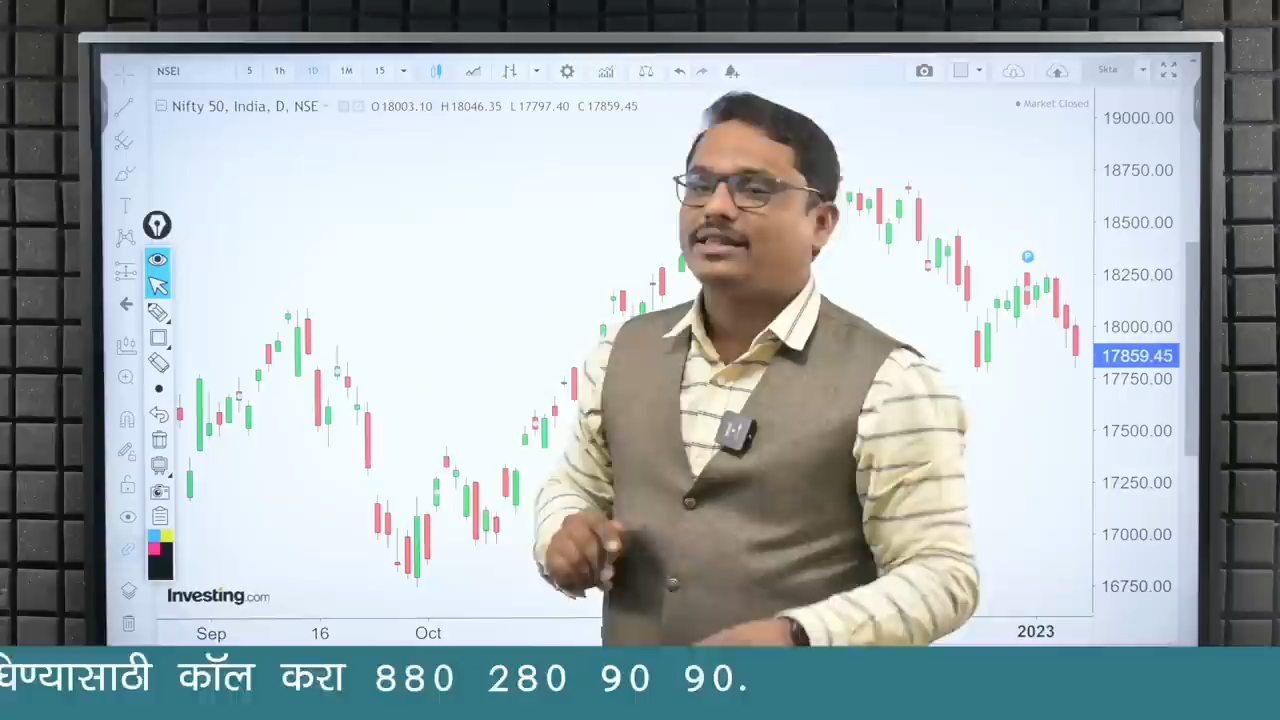 NSEI 5 1h 1D 1M 15 5kta
Nifty 50, India, D, NSE O18003.10 H18046.35 L17797.40 C17859.45 Market Closed
19000.00
18750.00
18500.00
P
18250.00
18000.00
17859.45
17750.00
17500.00
17250.00
17000.00
16750.00
Investing.com
Sep 16 Oct 2023
घेण्यासाठी कॉल करा 880 280 90 90.